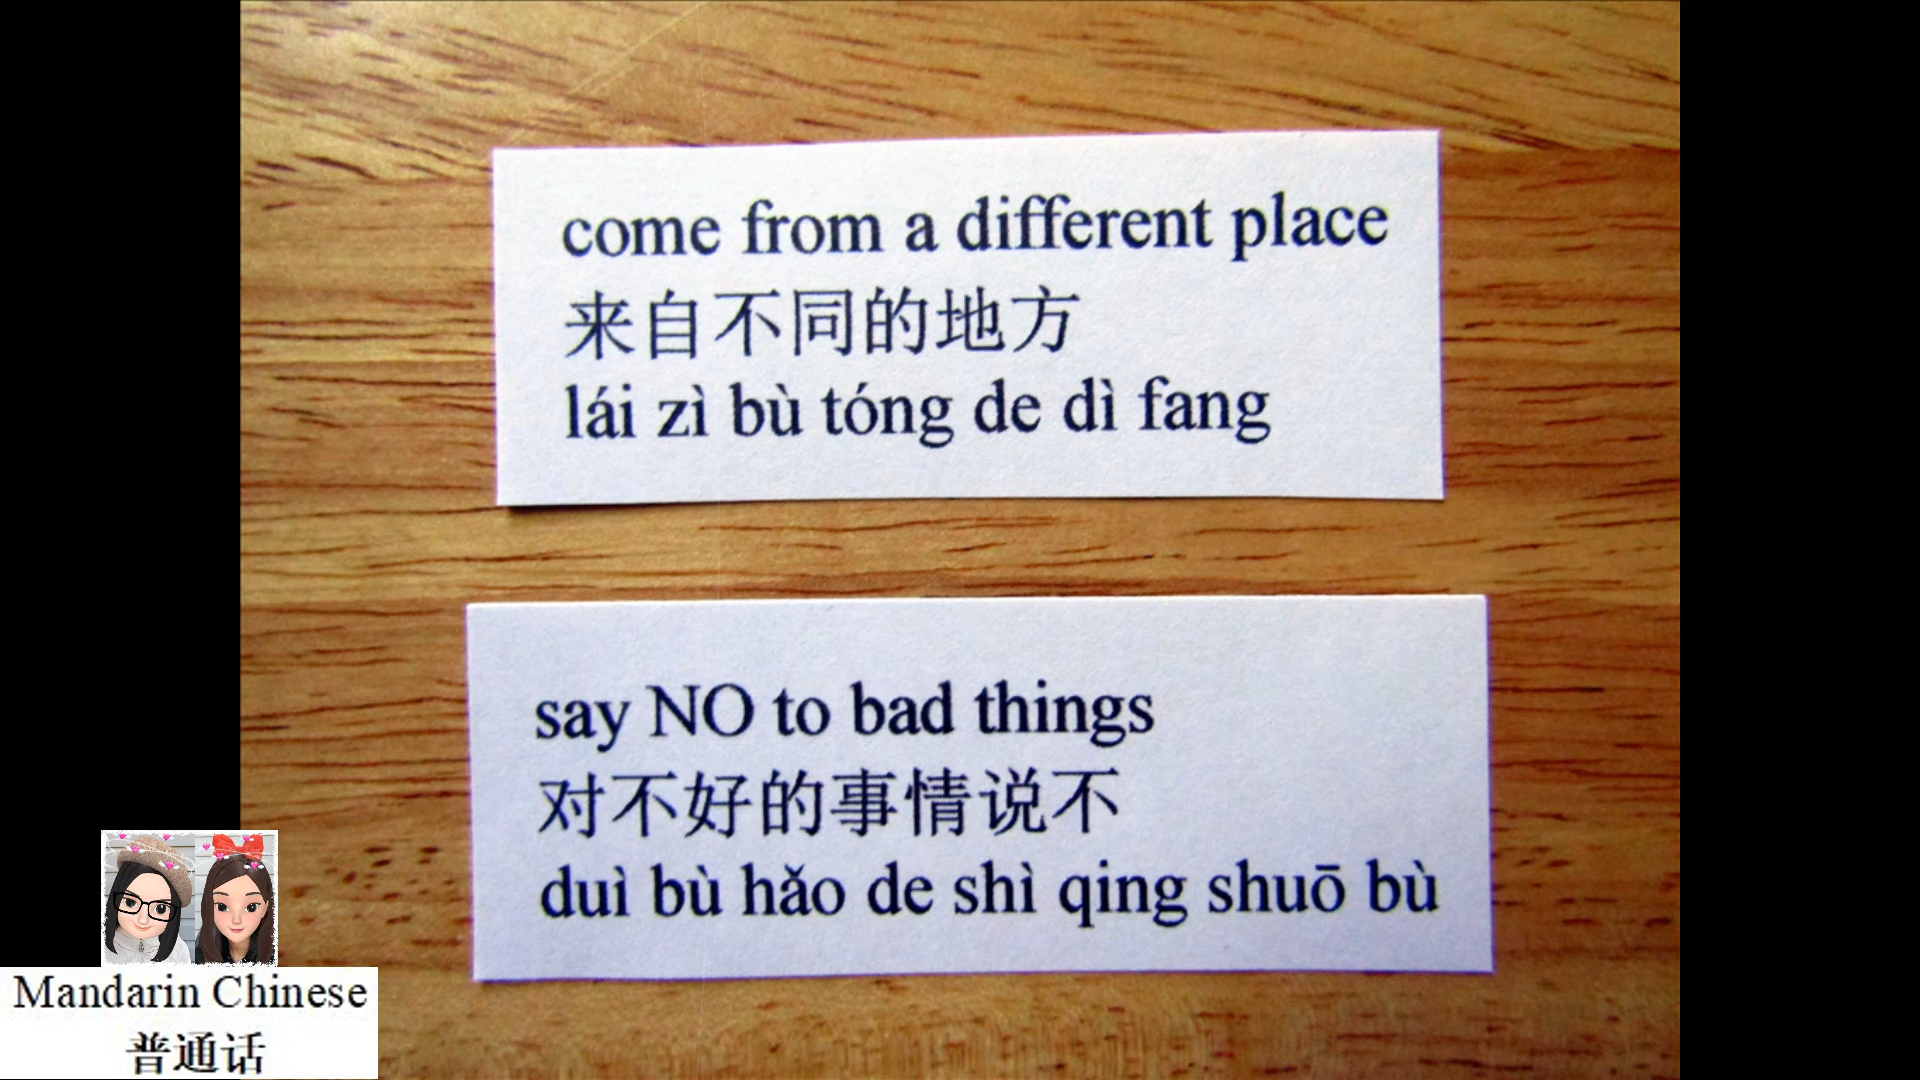 come from a different place
来自不同的地方
lái zì bù tóng de dì fang
say NO to bad things
对不好的事情说不
duì bù hǎo de shì qing shuō bù
Mandarin Chinese
普通话